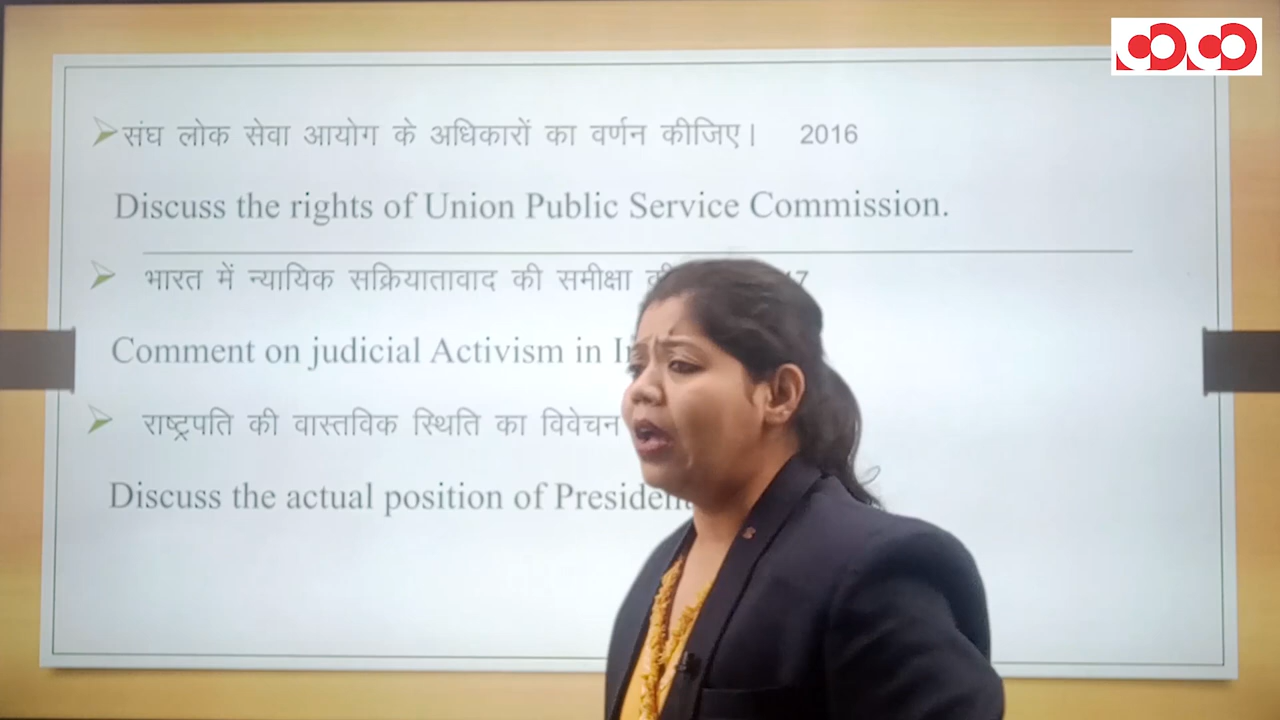 संघ लोक सेवा आयोग के अधिकारों का वर्णन कीजिए। 2016
Discuss the rights of Union Public Service Commission.
भारत में न्यायिक सक्रियातावाद की समीक्षा
Comment on judicial Activism in
राष्ट्रपति की वास्तविक स्थिति का विवेचन
Discuss the actual position of President